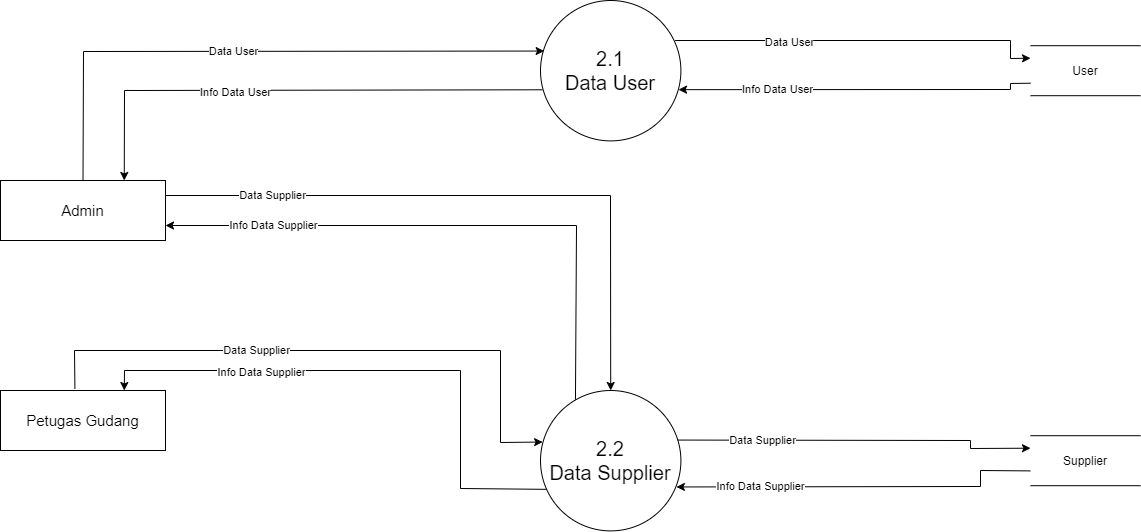 2.1
Data User
Data User
Data User
User
Info Data User
Info Data User
Admin
Data Supplier
Info Data Supplier
Data Supplier
Info Data Supplier
Petugas Gudang
2.2
Data Supplier
Data Supplier
Supplier
Info Data Supplier